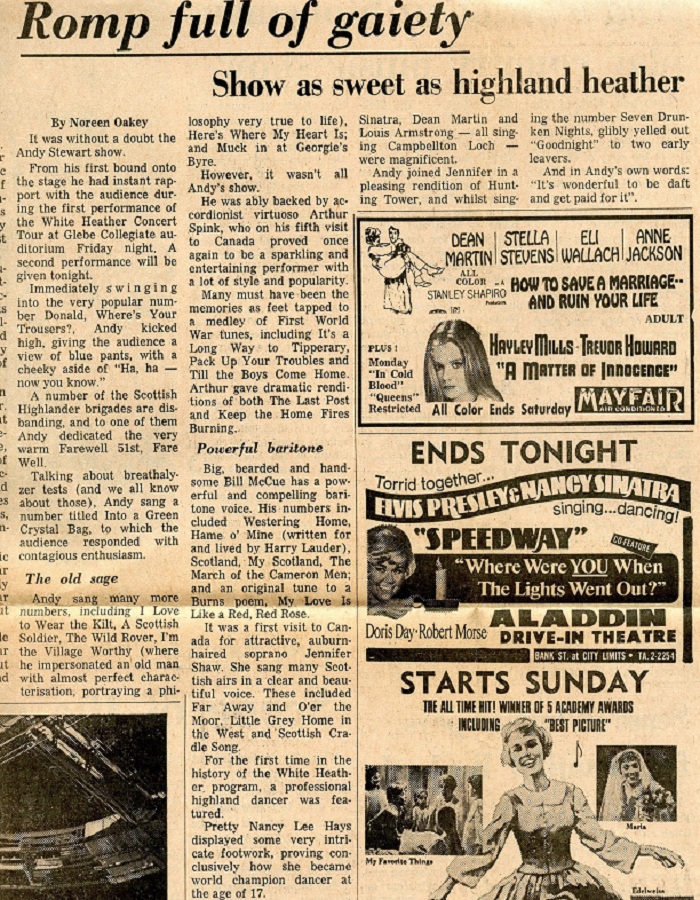 Romp full of gaiety
Show as sweet as highland heather
By Noreen Oakey
It was without a doubt the
Andy Stewart show.
From his first bound onto
the stage he had instant rap-
port with the audience dur-
ing the first performance of
the White Heather Concert
Tour at Glebe Collegiate au-
ditorium Friday night. A
second performance will be
given tonight.
Immediately swinging
into the very popular num-
ber Donald, Where's Your
Trousers?, Andy kicked
high, giving the audience a
view of blue pants, with a
cheeky aside of "Ha, ha —
now you know."
A number of the Scottish
Highlander brigades are dis-
banding, and to one of them
Andy dedicated the very
warm Farewell 51st, Fare
Well.
Talking about breathaly-
zer tests (and we all know
about those), Andy sang a
number titled Into a Green
Crystal Bag, to which the
audience responded with
contagious enthusiasm.
The old sage
Andy sang many more
numbers, including I Love
to Wear the Kilt, A Scottish
Soldier, The Wild Rover, I'm
the Village Worthy (where
he impersonated an old man
with almost perfect charac-
terisation, portraying a phi-
losophy very true to life),
Here's Where My Heart Is;
and Muck in at Georgie's
Byre.
However, it wasn't all
Andy's show.
He was ably backed by ac-
cordionist virtuoso Arthur
Spink, who on his fifth visit
to Canada proved once
again to be a sparkling and
entertaining performer with
a lot of style and popularity.
Many must have been the
memories as feet tapped to
a medley of First World
War tunes, including It's a
Long Way to Tipperary,
Pack Up Your Troubles and
Till the Boys Come Home.
Arthur gave dramatic rendi-
tions of both The Last Post
and Keep the Home Fires
Burning.
Powerful baritone
Big, bearded and hand-
some Bill McCue has a pow-
erful and compelling bari-
tone voice. His numbers in-
cluded Westering Home,
Hame o' Mine (written for
and lived by Harry Lauder),
Scotland, My Scotland, The
March of the Cameron Men;
and an original tune to a
Burns poem, My Love Is
Like a Red, Red Rose.
It was a first visit to Can-
ada for attractive, auburn-
haired soprano Jennifer
Shaw. She sang many Scot-
tish airs in a clear and beau-
tiful voice. These included
Far Away and O'er the
Moor, Little Grey Home in
the West and Scottish Cra-
dle Song.
For the first time in the
history of the White Heath-
er program, a professional
highland dancer was fea-
tured.
Pretty Nancy Lee Hays
displayed some very intri-
cate footwork, proving con-
clusively how she became
world champion dancer at
the age of 17.
Sinatra, Dean Martin and
Louis Armstrong — all sing-
ing Campbellton Loch —
were magnificent.
Andy joined Jennifer in a
pleasing rendition of Hunt-
ing Tower, and whilst sing-
ing the number Seven Drun-
ken Nights, glibly yelled out
"Goodnight" to two early
leavers.
And in Andy's own words:
"It's wonderful to be daft
and get paid for it".
DEAN MARTIN
STELLA STEVENS
ELI WALLACH
ANNE JACKSON
ALL
COLOR
STANLEY SHAPIRO
HOW TO SAVE A MARRIAGE--
AND RUIN YOUR LIFE
ADULT
PLUS!
HAYLEY MILLS - TREVOR HOWARD
"A MATTER OF INNOCENCE"
Monday
"In Cold
Blood"
"Queens"
Restricted
All Color Ends Saturday
MAYFAIR
AIR CONDITIONED
ENDS TONIGHT
Torrid together...
ELVIS PRESLEY & NANCY SINATRA
singing...dancing!
"SPEEDWAY"
CO-FEATURE
"Where Were YOU When
The Lights Went Out?"
Doris Day · Robert Morse
ALADDIN
DRIVE-IN THEATRE
BANK ST. at CITY LIMITS • TA. 2-2254
STARTS SUNDAY
THE ALL TIME HIT! WINNER OF 5 ACADEMY AWARDS
INCLUDING "BEST PICTURE"
My Favorite Things
Maria
Edelweiss